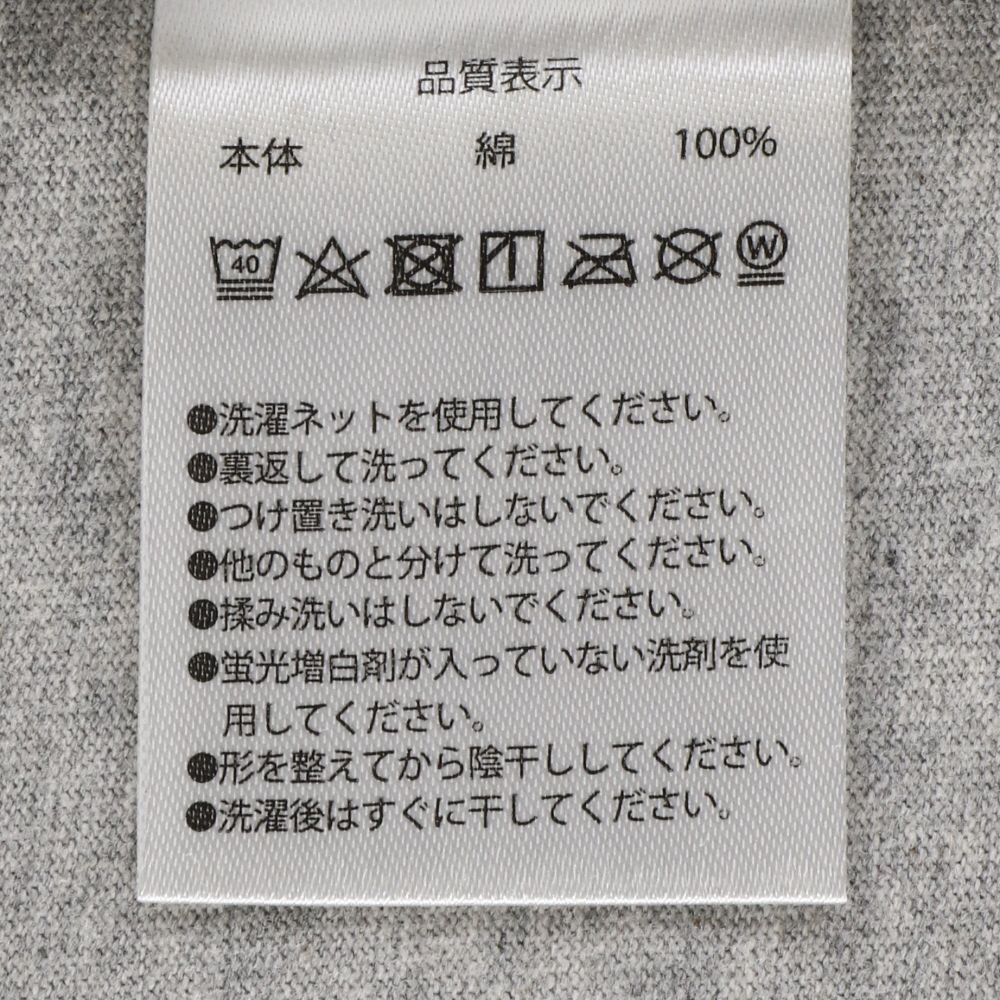 品質表示
本体 綿 100%
40 W
●洗濯ネットを使用してください。
●裏返して洗ってください。
●つけ置き洗いはしないでください。
●他のものと分けて洗ってください。
●揉み洗いはしないでください。
●蛍光増白剤が入っていない洗剤を使
用してください。
●形を整えてから陰干ししてください。
●洗濯後はすぐに干してください。